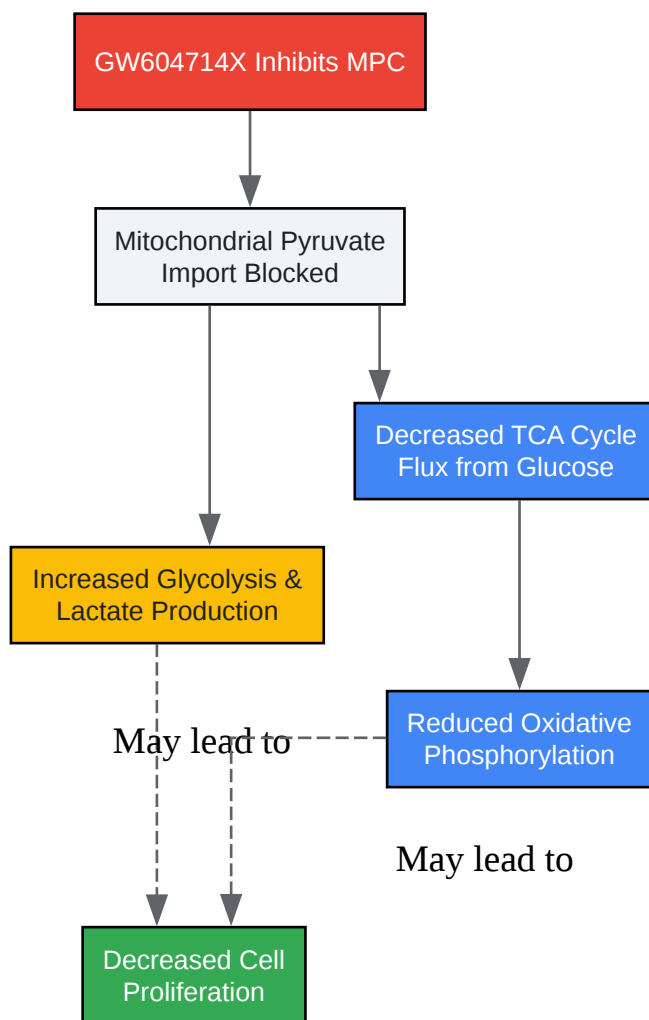 GW604714X Inhibits MPC
Mitochondrial Pyruvate
Import Blocked
Decreased TCA Cycle
Flux from Glucose
Increased Glycolysis &
Lactate Production
Reduced Oxidative
Phosphorylation
May lead to
May lead to
Decreased Cell
Proliferation